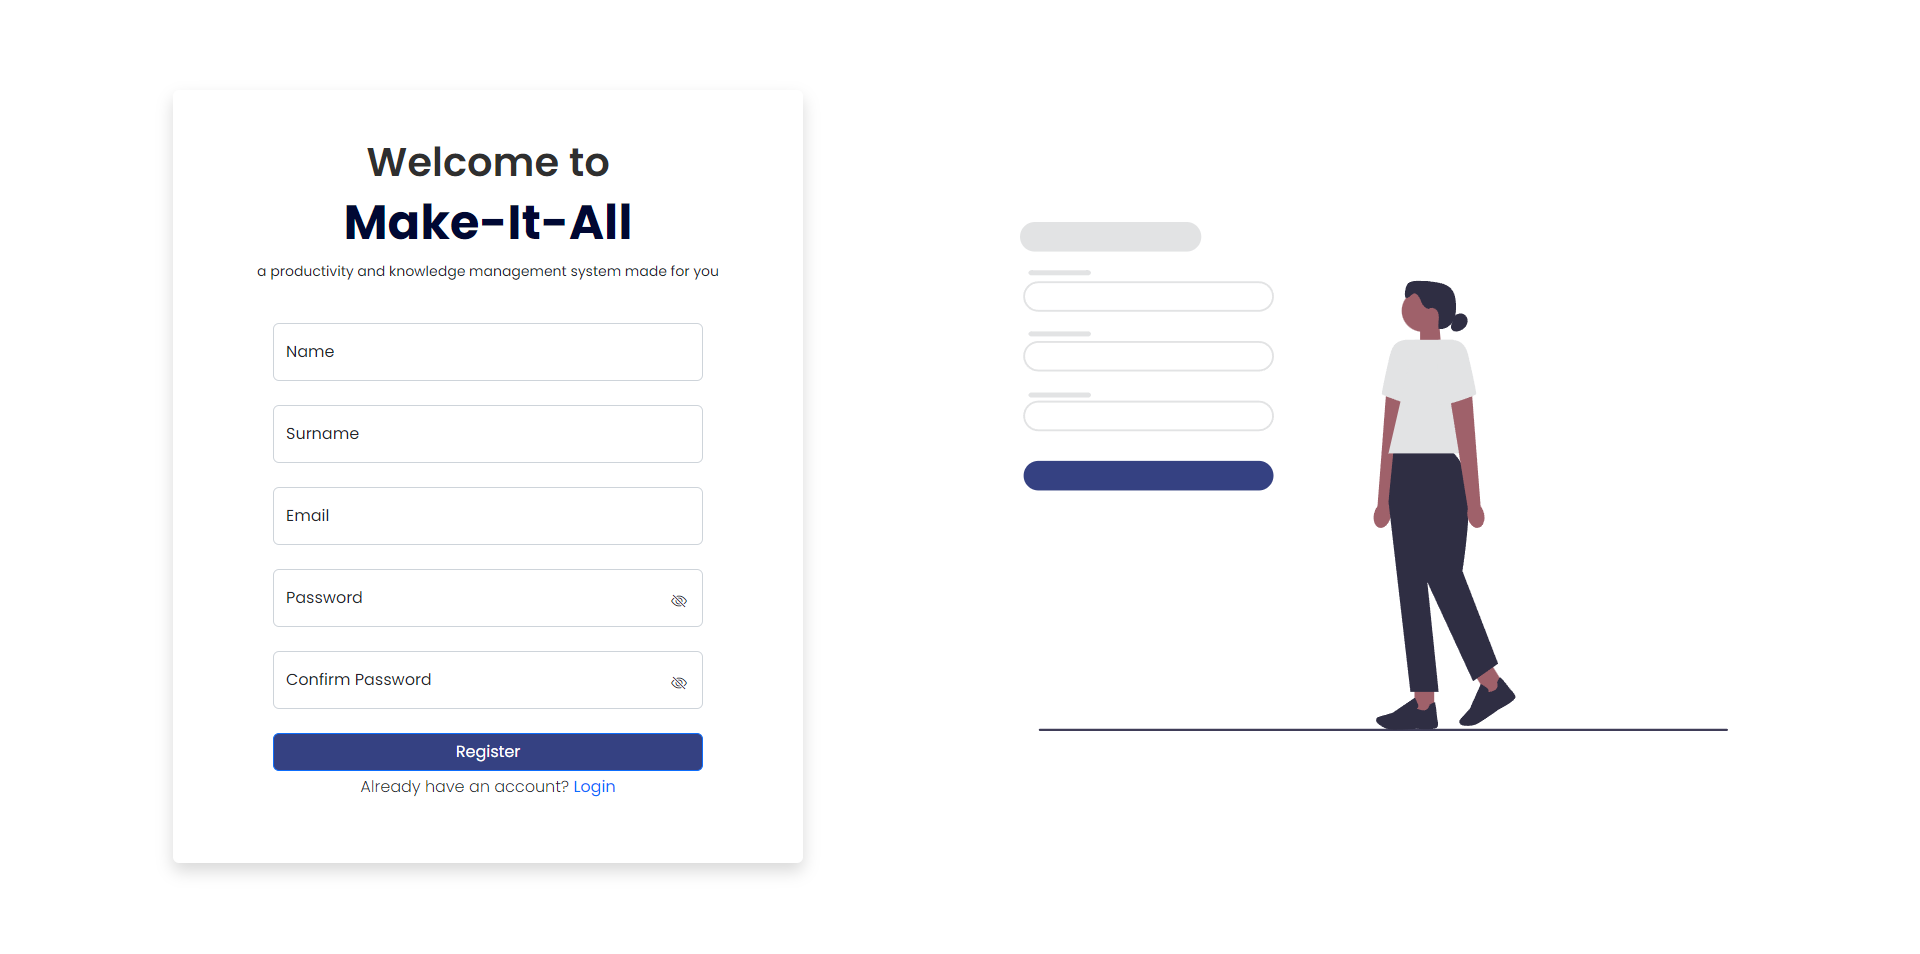 Welcome to
Make-It-All
a productivity and knowledge management system made for you
Name
Surname
Email
Password
Confirm Password
Register
Already have an account? Login